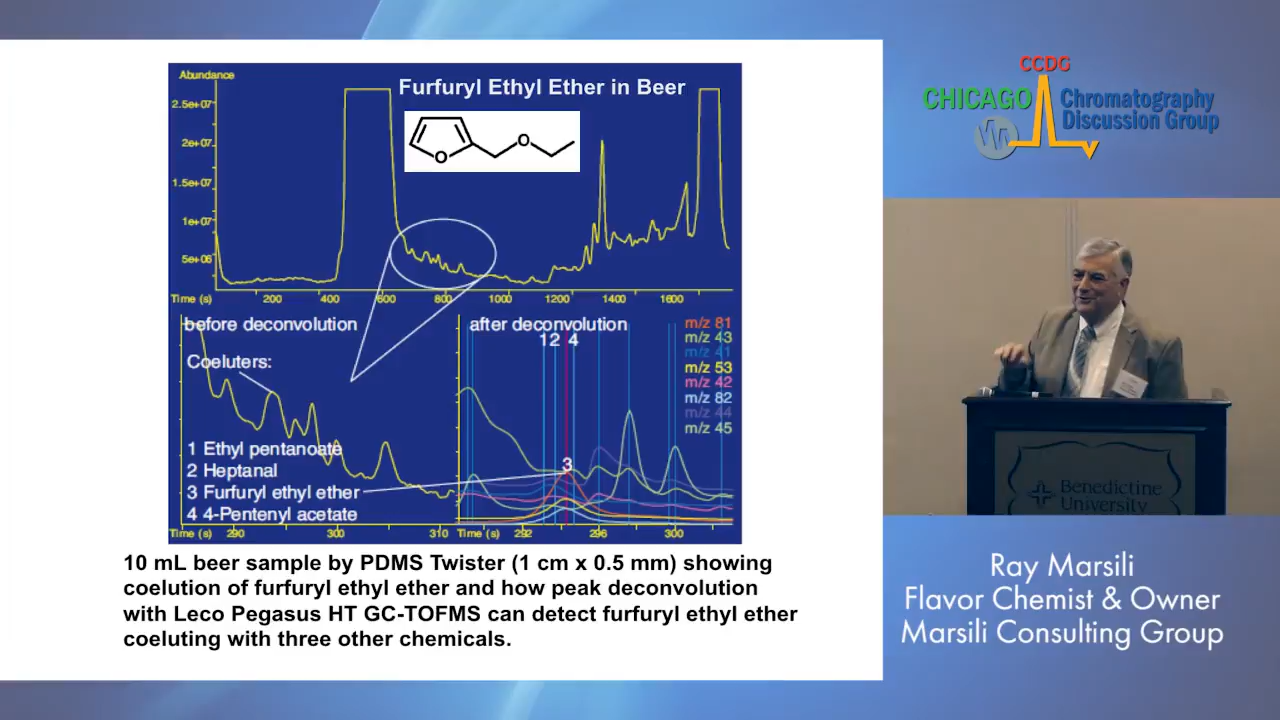 Abundance
Furfuryl Ethyl Ether in Beer
2.5e+07
2e+07
1.5e+07
1e+07
5e+06
O
O
Time (s) 200 400 600 800 1000 1200 1400 1600
before deconvolution
Coeluters:
1 Ethyl pentanoate
2 Heptanal
3 Furfuryl ethyl ether
4 4-Pentenyl acetate
Time (s) 290 300 310
after deconvolution
1 2 4
3
m/z 81
m/z 43
m/z 41
m/z 53
m/z 42
m/z 82
m/z 44
m/z 45
Time (s) 292 296 300
10 mL beer sample by PDMS Twister (1 cm x 0.5 mm) showing
coelution of furfuryl ethyl ether and how peak deconvolution
with Leco Pegasus HT GC-TOFMS can detect furfuryl ethyl ether
coeluting with three other chemicals.
CCDG
CHICAGO
Chromatography
Discussion Group
Benedictine
University
Ray Marsili
Flavor Chemist & Owner
Marsili Consulting Group